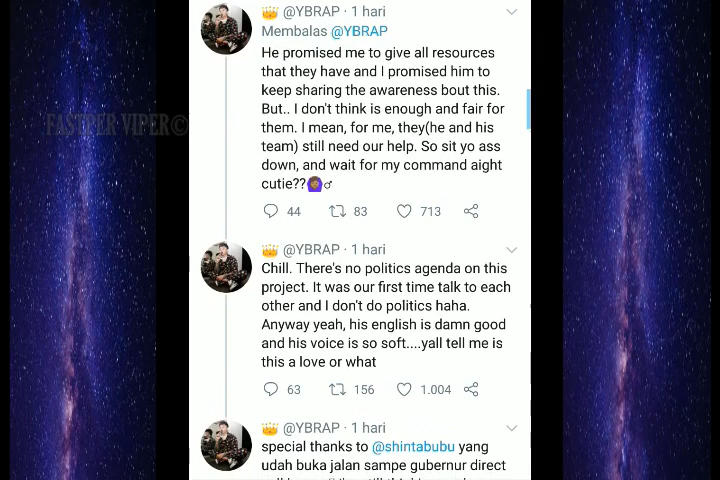 FASTPER VIPER©
👑 @YBRAP · 1 hari
Membalas @YBRAP
He promised me to give all resources
that they have and I promised him to
keep sharing the awareness bout this.
But.. I don't think is enough and fair for
them. I mean, for me, they(he and his
team) still need our help. So sit yo ass
down, and wait for my command aight
cutie??🙆🏾♂
44 83 713
👑 @YBRAP · 1 hari
Chill. There's no politics agenda on this
project. It was our first time talk to each
other and I don't do politics haha.
Anyway yeah, his english is damn good
and his voice is so soft....yall tell me is
this a love or what
63 156 1.004
👑 @YBRAP · 1 hari
special thanks to @shintabubu yang
udah buka jalan sampe gubernur direct